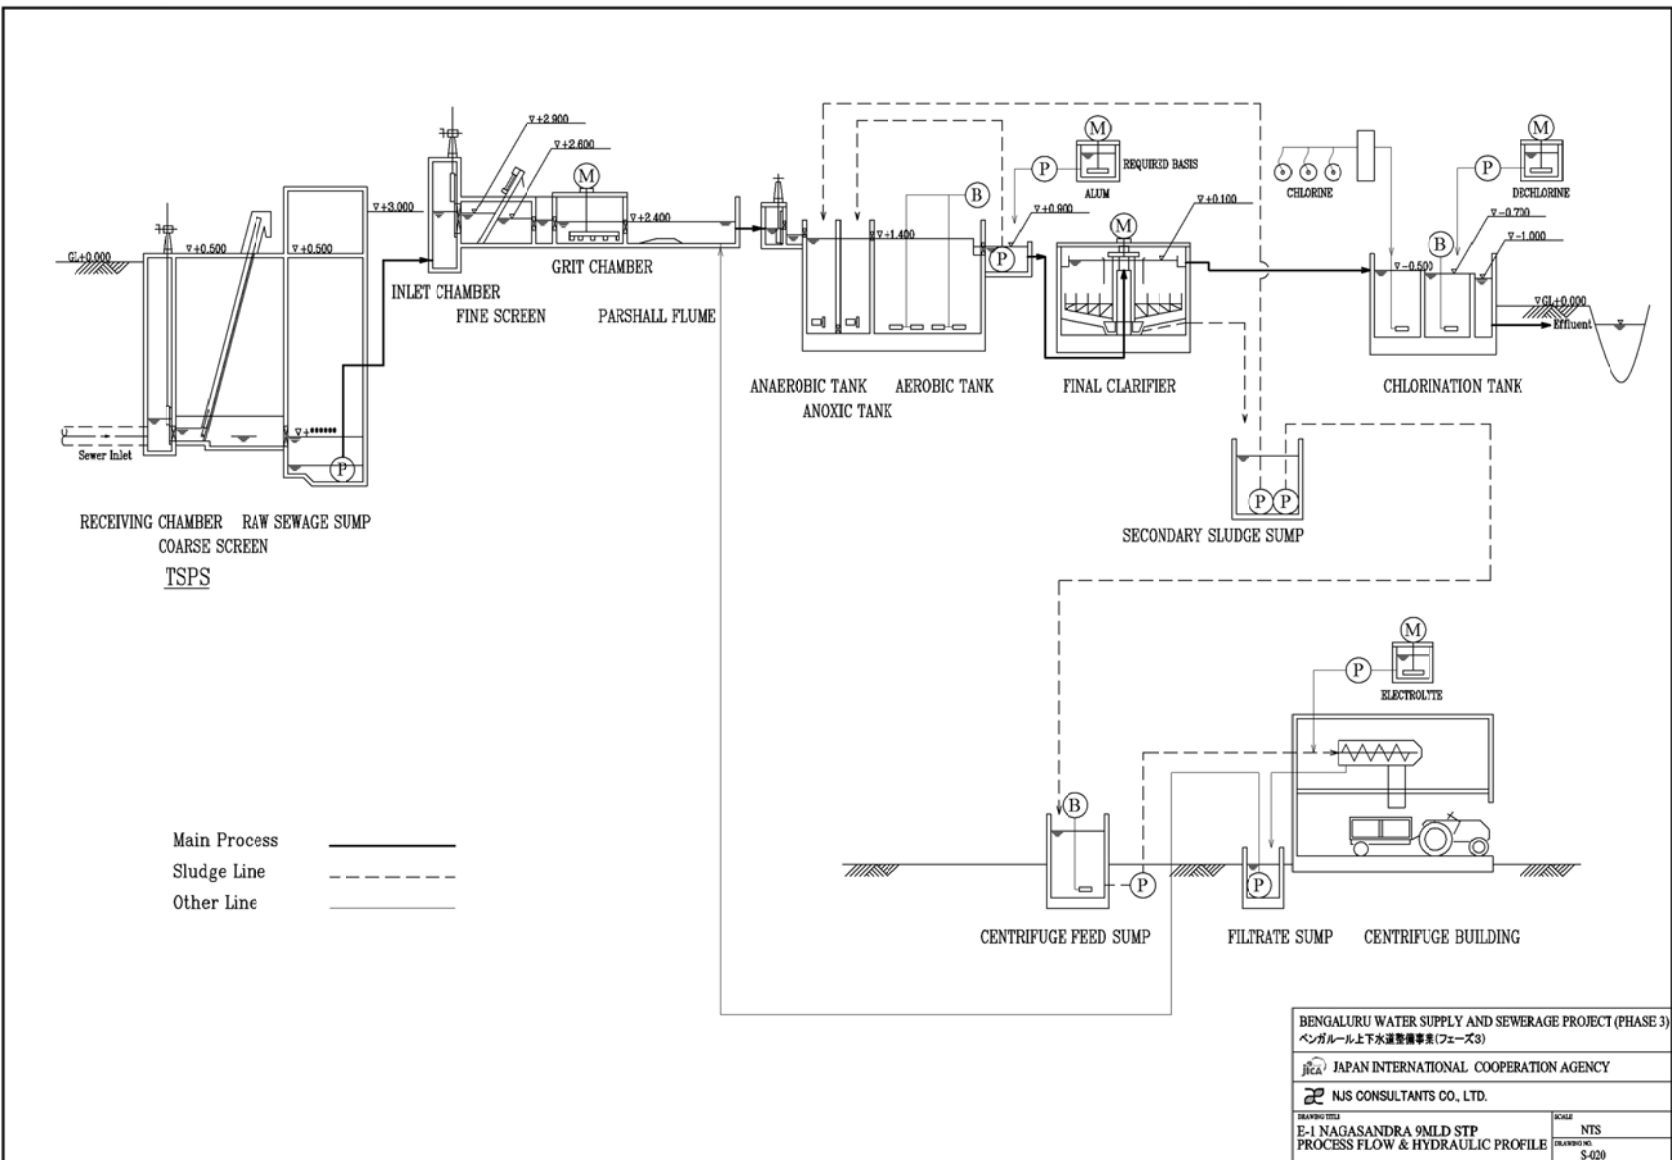 ▽+2.900
▽+2.600
▽+3.000
M
▽+2.400
GL±0.000
▽+0.500
▽+0.500
GRIT CHAMBER
INLET CHAMBER
FINE SCREEN
PARSHALL FLUME
P
▽+******
Sewer Inlet
RECEIVING CHAMBER
RAW SEWAGE SUMP
COARSE SCREEN
TSPS
M
P
REQUIRED BASIS
ALUM
B
▽+0.900
▽+1.400
P
M
▽+0.100
CHLORINE
M
P
DECHLORINE
▽-0.700
B
▽-1.000
▽-0.500
▽GL±0.000
Effluent
ANAEROBIC TANK
AEROBIC TANK
ANOXIC TANK
FINAL CLARIFIER
CHLORINATION TANK
P
P
SECONDARY SLUDGE SUMP
M
P
ELECTROLYTE
B
P
P
CENTRIFUGE FEED SUMP
FILTRATE SUMP
CENTRIFUGE BUILDING
Main Process
Sludge Line
Other Line
BENGALURU WATER SUPPLY AND SEWERAGE PROJECT (PHASE 3)
ベンガルール上下水道整備事業(フェーズ3)
JICA JAPAN INTERNATIONAL COOPERATION AGENCY
NJS CONSULTANTS CO., LTD.
DRAWING TITLE
E-1 NAGASANDRA 9MLD STP
PROCESS FLOW & HYDRAULIC PROFILE
SCALE
NTS
DRAWING NO.
S-020